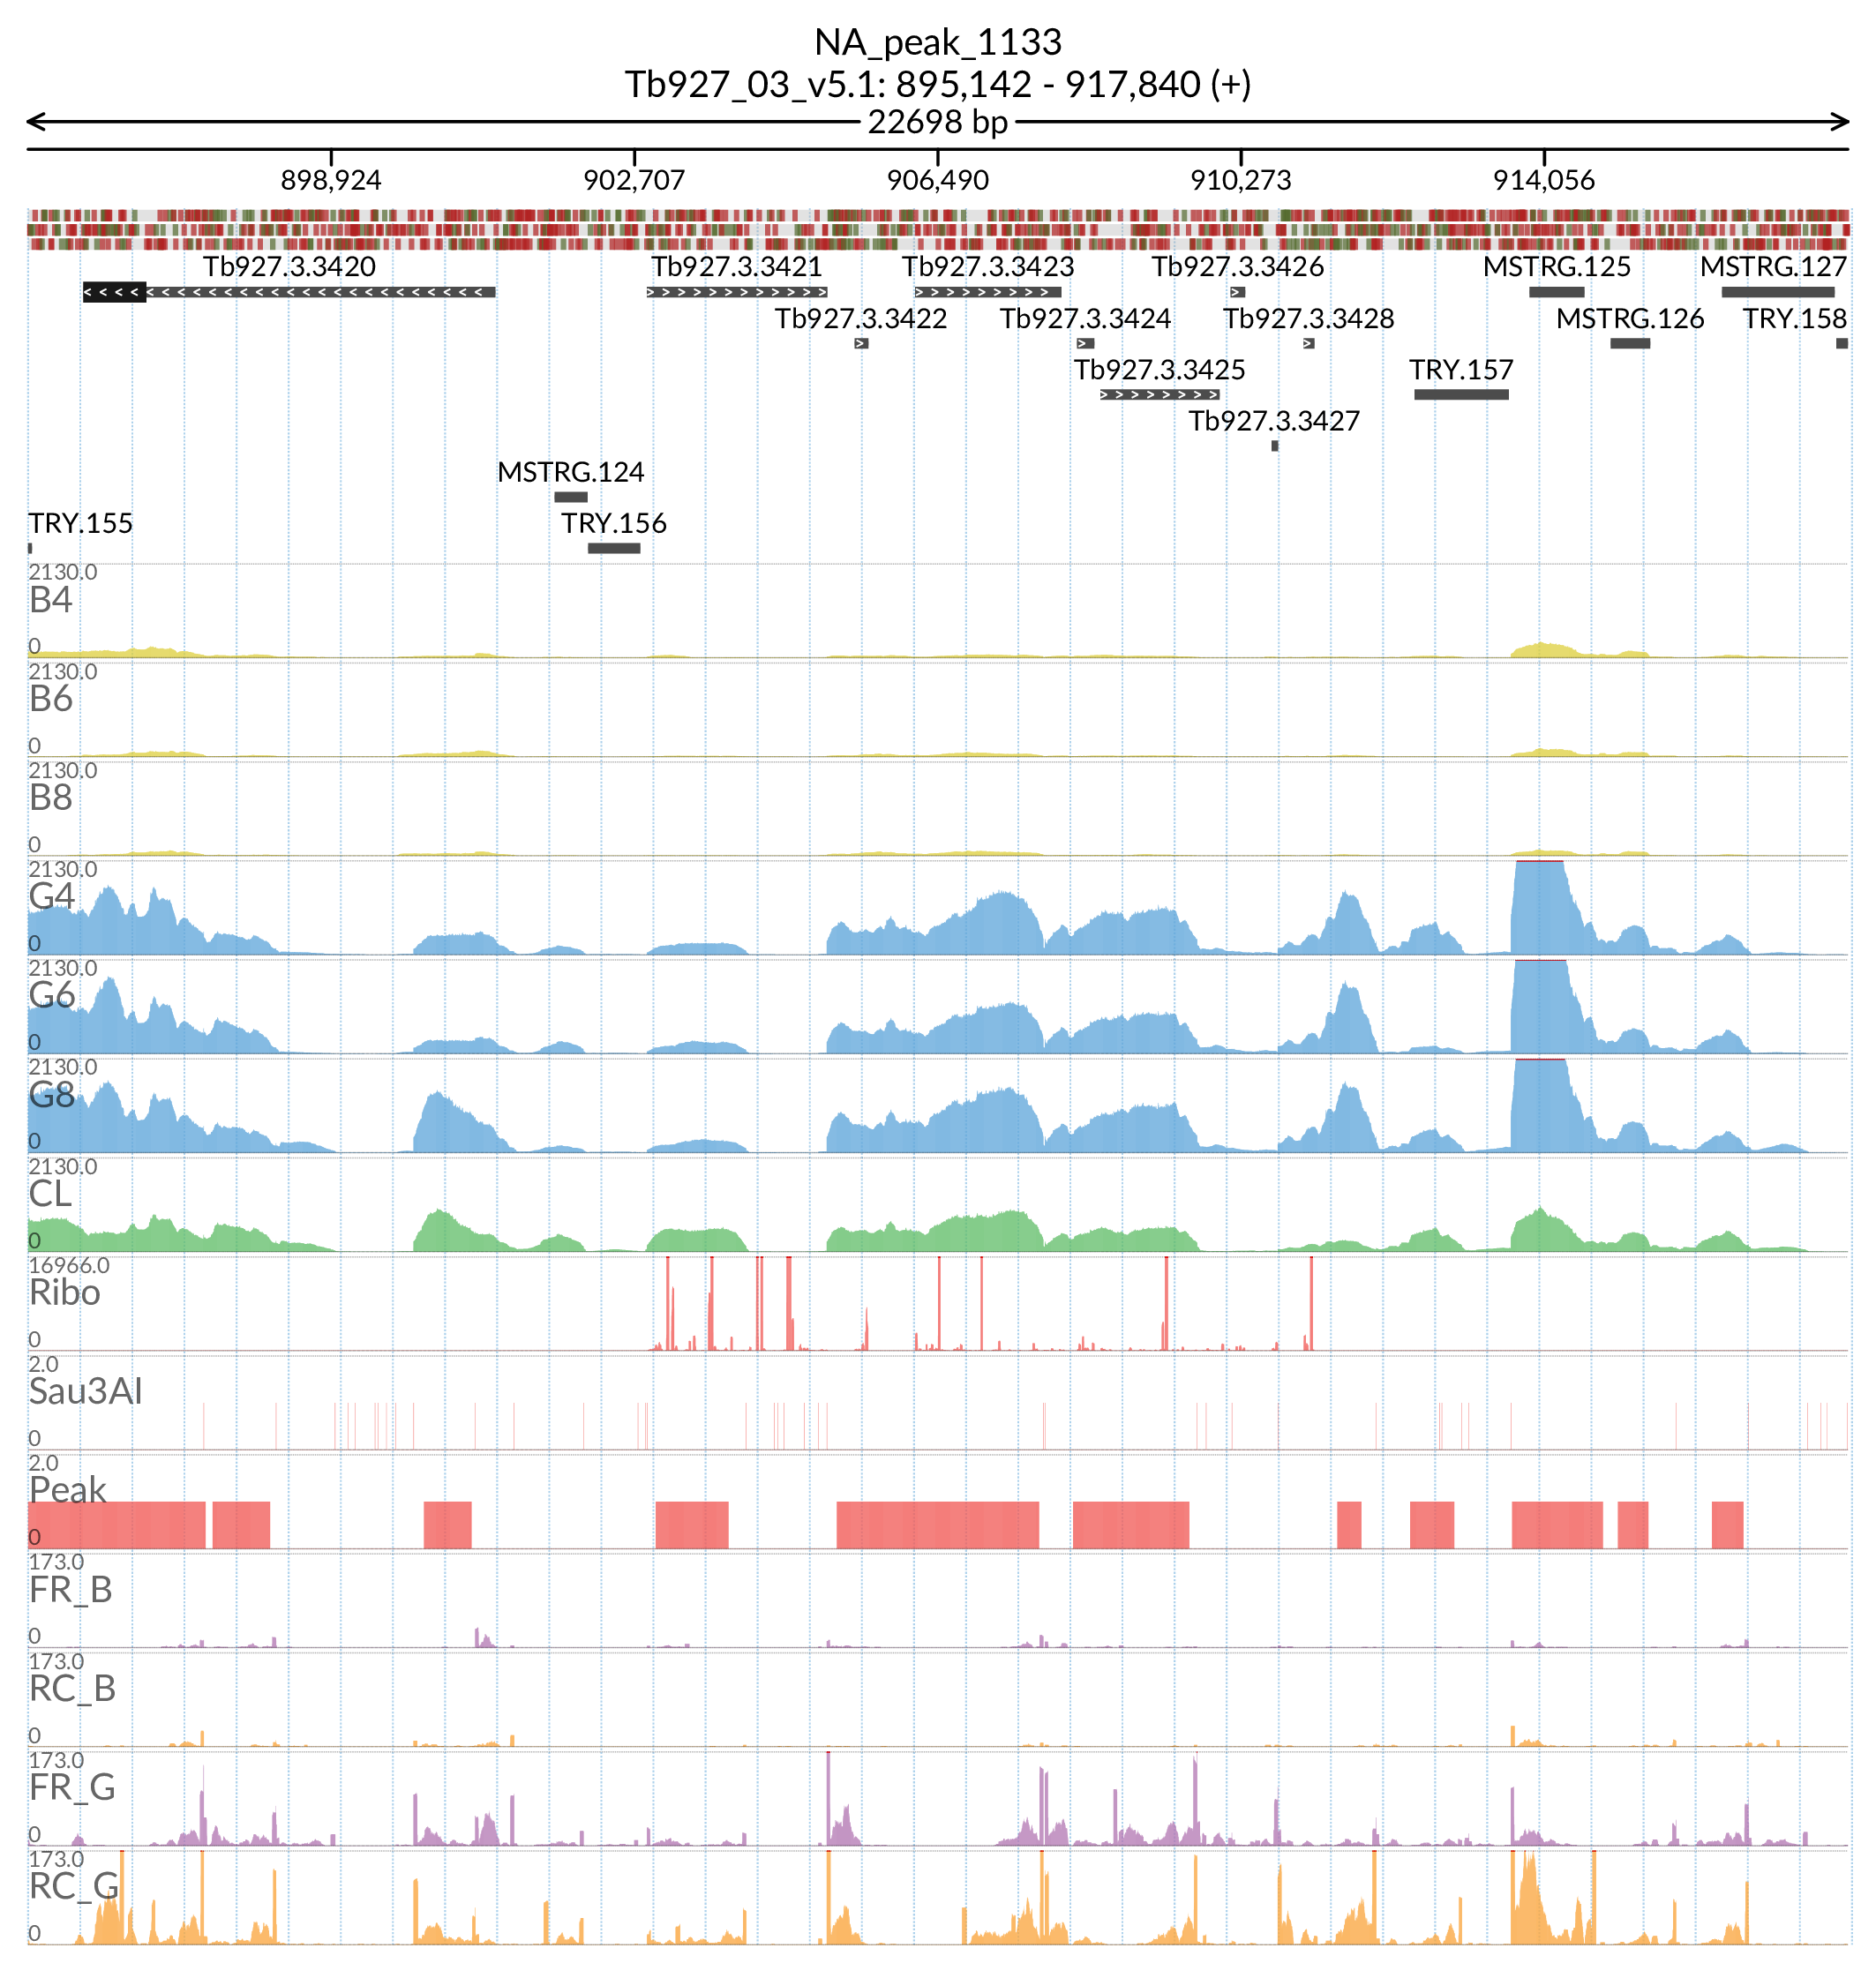 NA_peak_1133
Tb927_03_v5.1: 895,142 - 917,840 (+)
22698 bp
898,924 902,707 906,490 910,273 914,056
Tb927.3.3420 Tb927.3.3421 Tb927.3.3423 Tb927.3.3426 MSTRG.125 MSTRG.127
Tb927.3.3422 Tb927.3.3424 Tb927.3.3428 MSTRG.126 TRY.158
Tb927.3.3425 TRY.157
Tb927.3.3427
MSTRG.124
TRY.155 TRY.156
2130.0
B4
0
2130.0
B6
0
2130.0
B8
0
2130.0
G4
0
2130.0
G6
0
2130.0
G8
0
2130.0
CL
0
16966.0
Ribo
0
2.0
Sau3AI
0
2.0
Peak
0
173.0
FR_B
0
173.0
RC_B
0
173.0
FR_G
0
173.0
RC_G
0